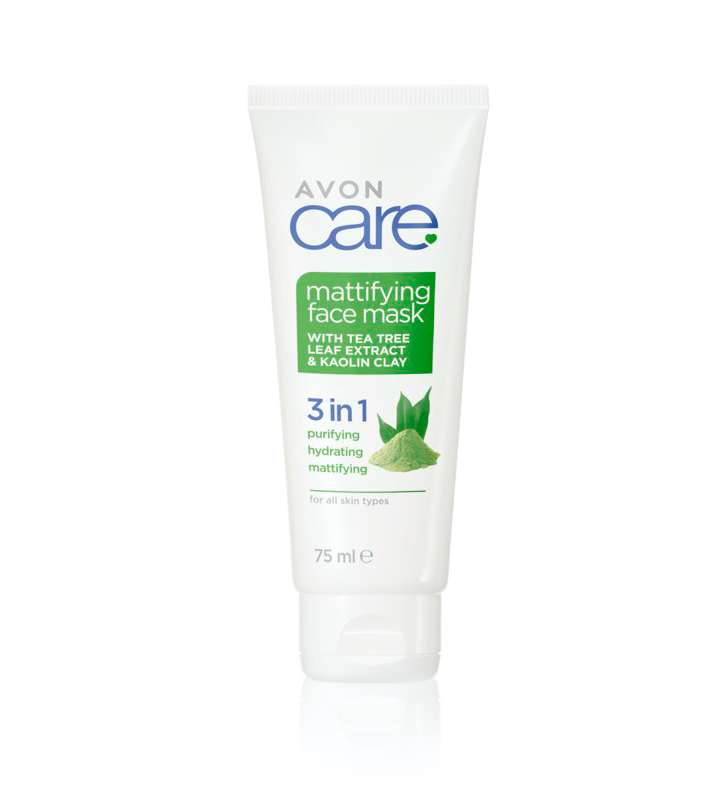 AVON
care
mattifying
face mask
WITH TEA TREE
LEAF EXTRACT
& KAOLIN CLAY
3 in 1
purifying
hydrating
mattifying
for all skin types
75 ml ℮